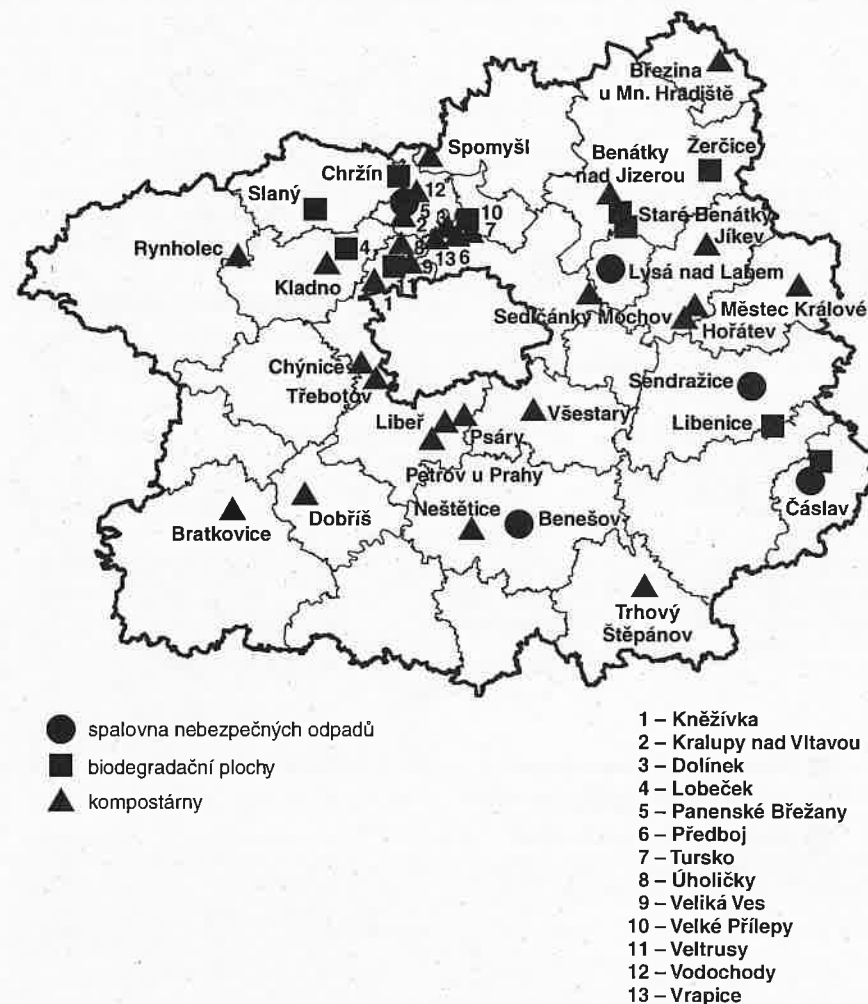 Březina
u Mn. Hradiště
Spomyšl
Žerčice
Chržín
Benátky
nad Jizerou
12
Slaný
5
10
Staré Benátky
2
3
7
Jíkev
Rynholec
4
8
13
6
Lysá nad Labem
Kladno
9
11
1
Sedlčánky
Mochov
Městec Králové
Hořátev
Chýnice
Třebotov
Sendražice
Libeř
Psáry
Všestary
Libenice
Petrov u Prahy
Neštětice
Benešov
Čáslav
Dobříš
Bratkovice
Trhový
Štěpánov
spalovna nebezpečných odpadů
biodegradační plochy
kompostárny
1 – Kněžívka
2 – Kralupy nad Vltavou
3 – Dolínek
4 – Lobeček
5 – Panenské Břežany
6 – Předboj
7 – Tursko
8 – Úholičky
9 – Veliká Ves
10 – Velké Přílepy
11 – Veltrusy
12 – Vodochody
13 – Vrapice